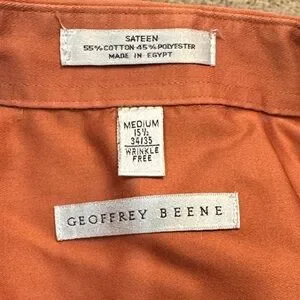 SATEEN
55% COTTON 45% POLYESTER
MADE IN EGYPT
MEDIUM
15½
34/35
WRINKLE
FREE
GEOFFREY BEENE